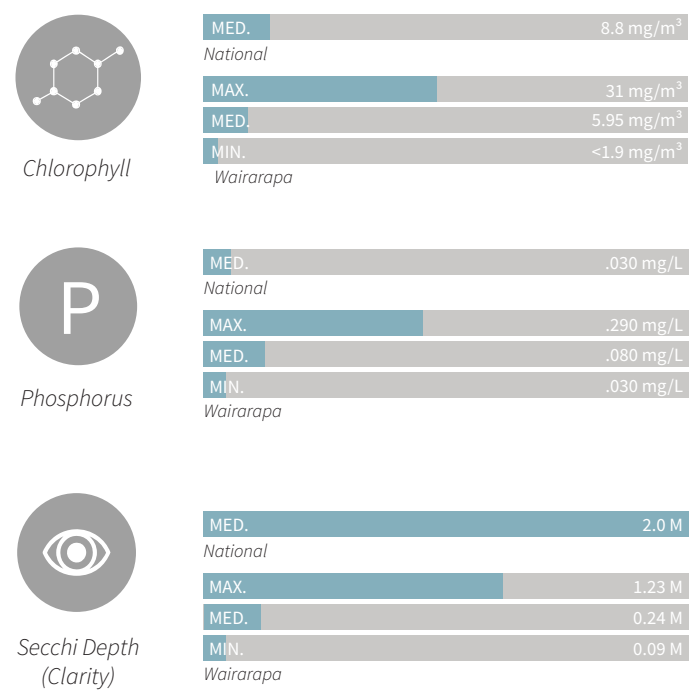 MED. 8.8 mg/m³
National
MAX. 31 mg/m³
MED. 5.95 mg/m³
MIN. <1.9 mg/m³
Wairarapa
Chlorophyll
MED. .030 mg/L
National
P
MAX. .290 mg/L
MED. .080 mg/L
MIN. .030 mg/L
Wairarapa
Phosphorus
MED. 2.0 M
National
MAX. 1.23 M
MED. 0.24 M
MIN. 0.09 M
Wairarapa
Secchi Depth
(Clarity)